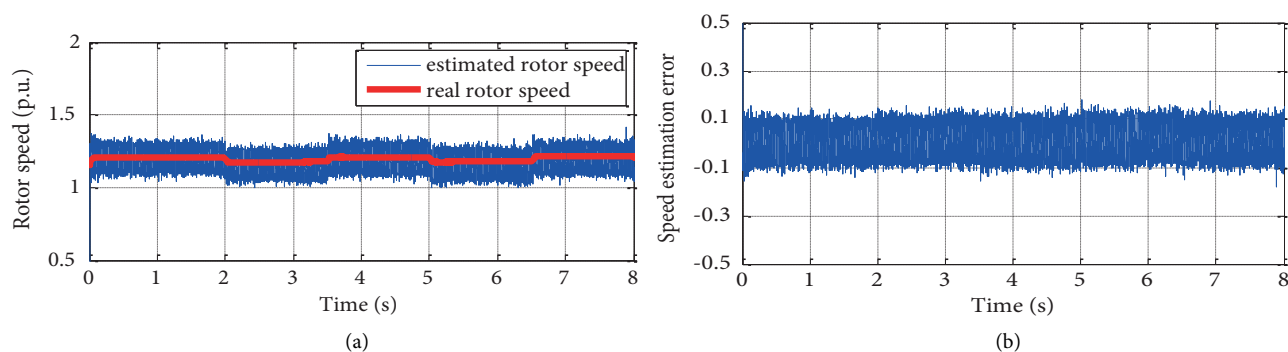 2
1.5
1
0.5
Rotor speed (p.u.)
estimated rotor speed
real rotor speed
0 1 2 3 4 5 6 7 8
Time (s)
(a)
0.5
0.3
0.1
-0.1
-0.3
-0.5
Speed estimation error
0 1 2 3 4 5 6 7 8
Time (s)
(b)